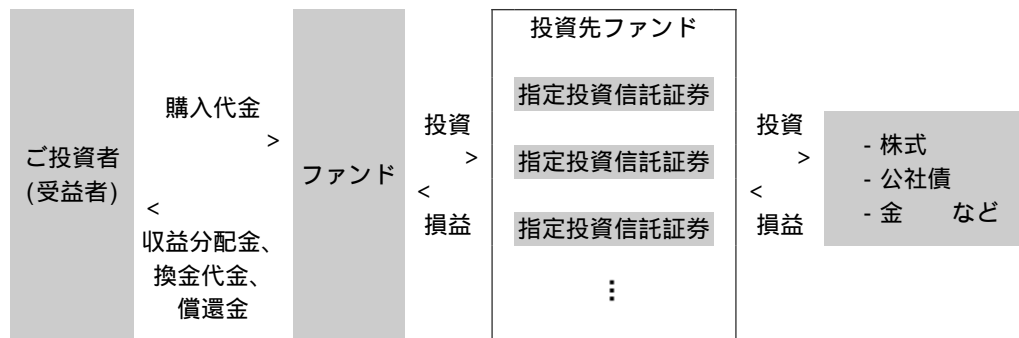 ご投資者
(受益者)
購入代金
>
<
収益分配金、
換金代金、
償還金
ファンド
投資
>
<
損益
投資先ファンド
指定投資信託証券
指定投資信託証券
指定投資信託証券
⋮
投資
>
<
損益
- 株式
- 公社債
- 金 など